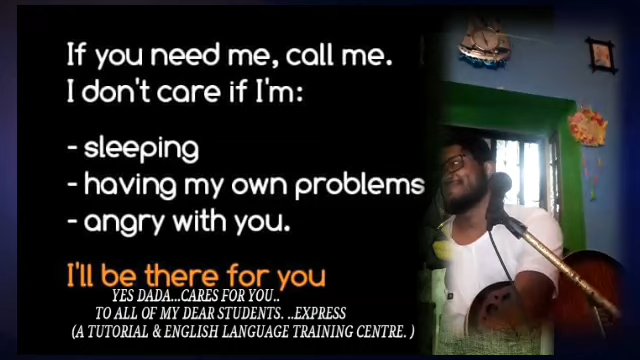 If you need me, call me.
I don't care if I'm:
- sleeping
- having my own problems
- angry with you.
I'll be there for you
YES DADA...CARES FOR YOU..
TO ALL OF MY DEAR STUDENTS. ..EXPRESS
(A TUTORIAL & ENGLISH LANGUAGE TRAINING CENTRE. )